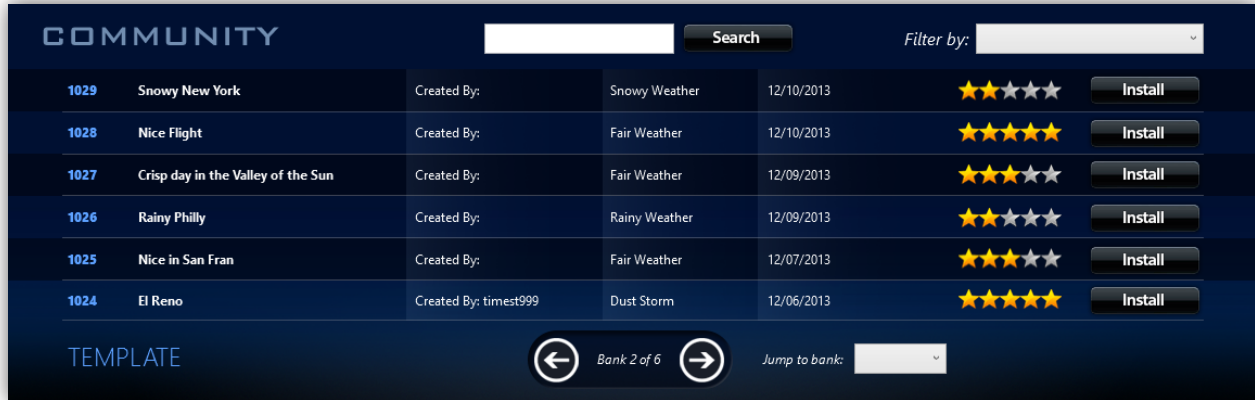 COMMUNITY Search Filter by:
1029 Snowy New York Created By: Snowy Weather 12/10/2013 Install
1028 Nice Flight Created By: Fair Weather 12/10/2013 Install
1027 Crisp day in the Valley of the Sun Created By: Fair Weather 12/09/2013 Install
1026 Rainy Philly Created By: Rainy Weather 12/09/2013 Install
1025 Nice in San Fran Created By: Fair Weather 12/07/2013 Install
1024 El Reno Created By: timest999 Dust Storm 12/06/2013 Install
TEMPLATE Bank 2 of 6 Jump to bank: